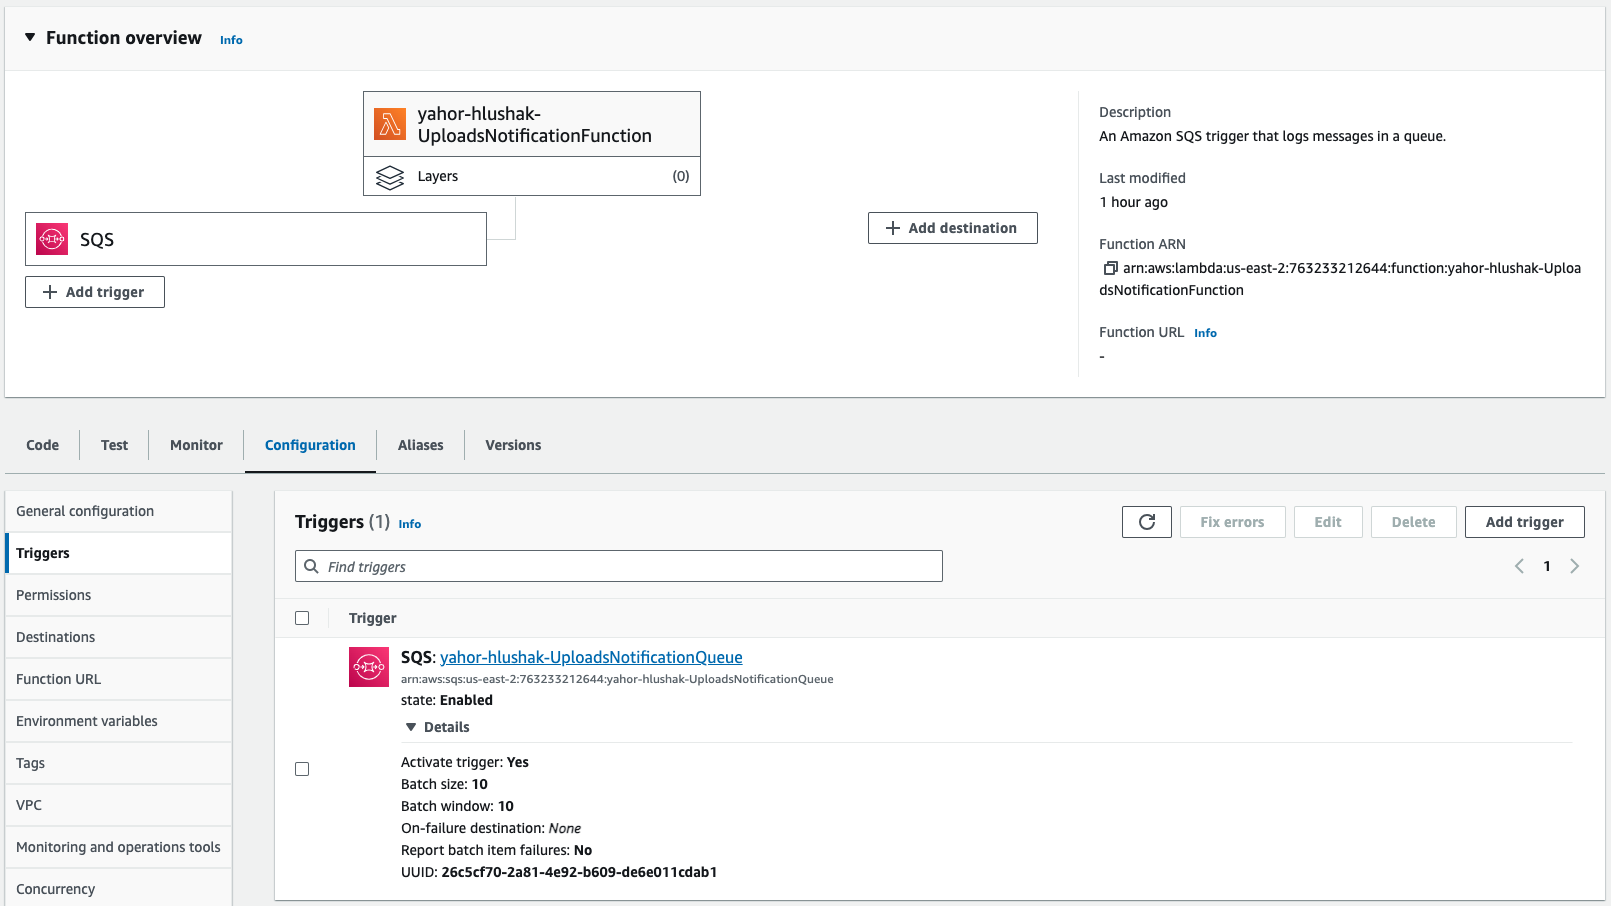 Function overview Info
yahor-hlushak-
UploadsNotificationFunction
Layers (0)
SQS
Add trigger
Add destination
Description
An Amazon SQS trigger that logs messages in a queue.
Last modified
1 hour ago
Function ARN
arn:aws:lambda:us-east-2:763233212644:function:yahor-hlushak-Uploa
dsNotificationFunction
Function URL Info
-
Code Test Monitor Configuration Aliases Versions
General configuration
Triggers
Permissions
Destinations
Function URL
Environment variables
Tags
VPC
Monitoring and operations tools
Concurrency
Triggers (1) Info
Fix errors Edit Delete Add trigger
Find triggers
1
Trigger
SQS: yahor-hlushak-UploadsNotificationQueue
arn:aws:sqs:us-east-2:763233212644:yahor-hlushak-UploadsNotificationQueue
state: Enabled
Details
Activate trigger: Yes
Batch size: 10
Batch window: 10
On-failure destination: None
Report batch item failures: No
UUID: 26c5cf70-2a81-4e92-b609-de6e011cdab1